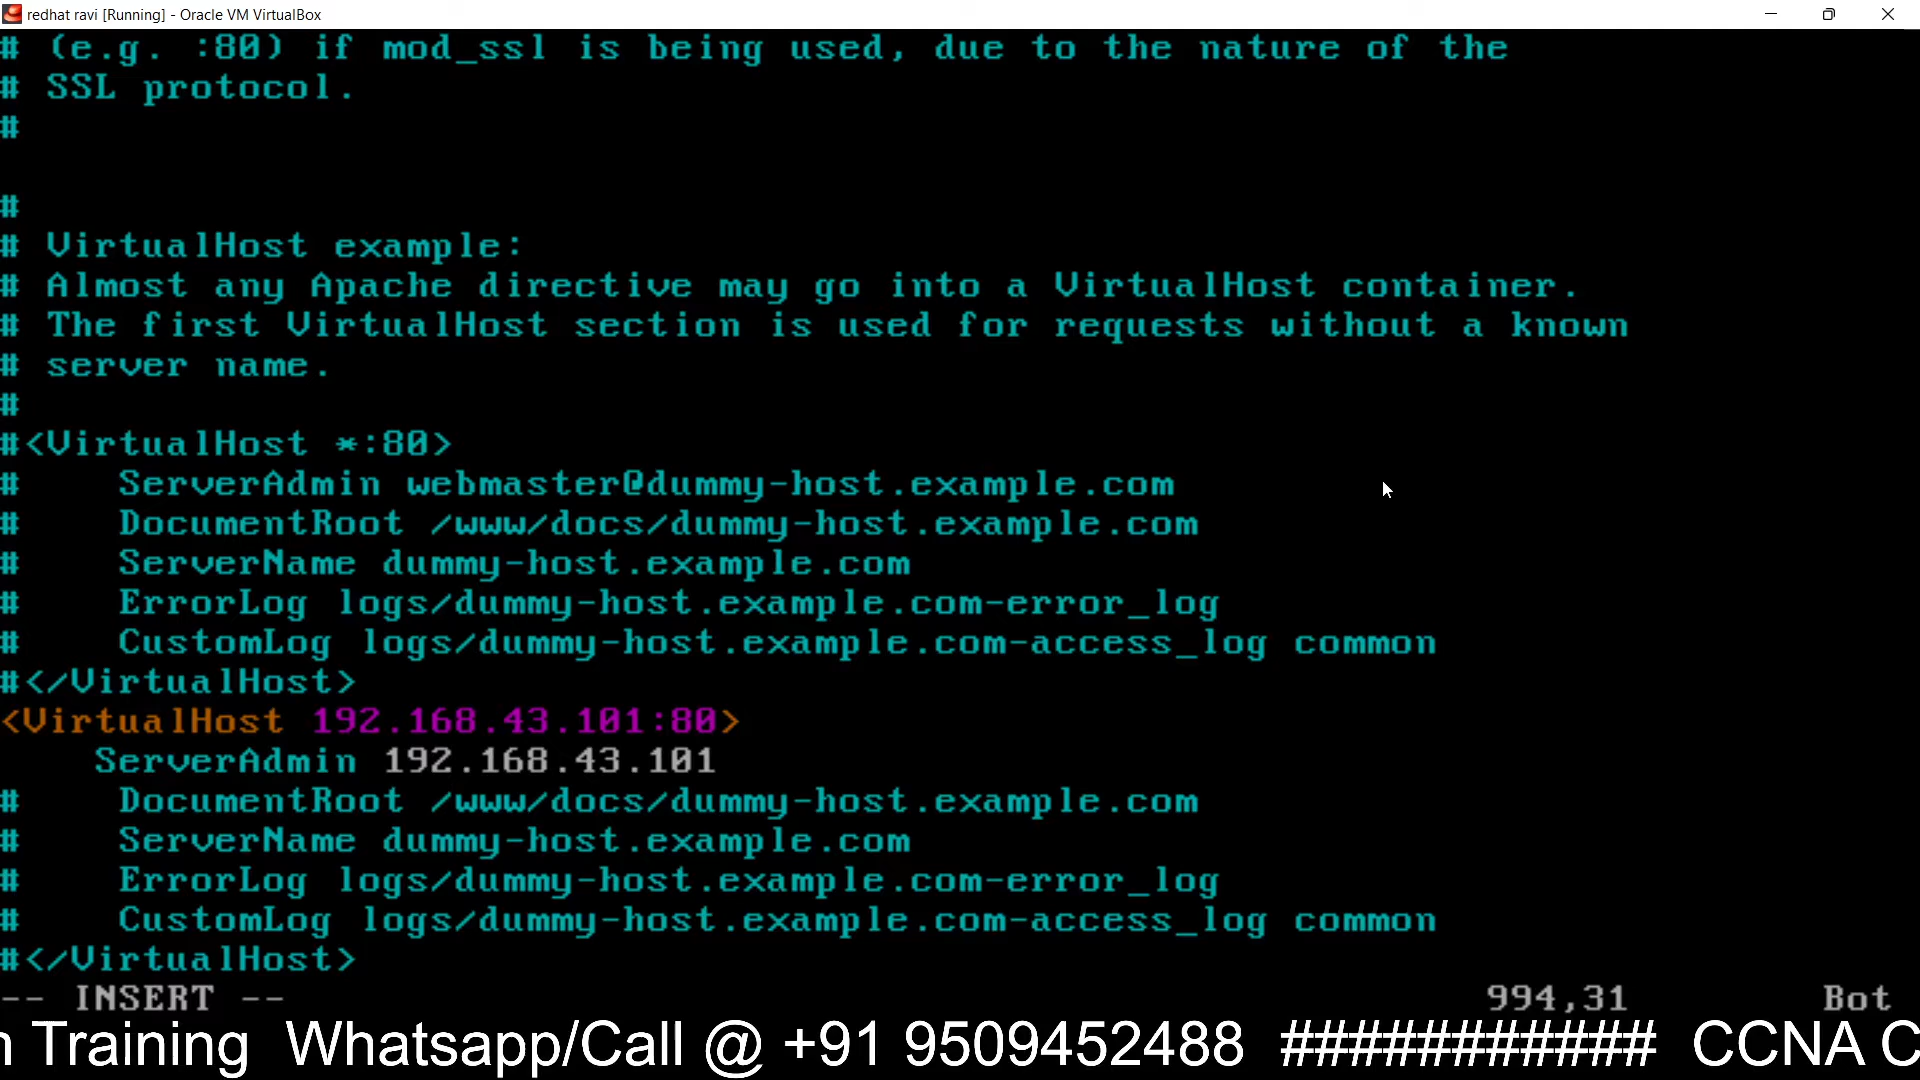 redhat ravi [Running] - Oracle VM VirtualBox
# (e.g. :80) if mod_ssl is being used, due to the nature of the
# SSL protocol.
#
#
# VirtualHost example:
# Almost any Apache directive may go into a VirtualHost container.
# The first VirtualHost section is used for requests without a known
# server name.
#
#<VirtualHost *:80>
#    ServerAdmin webmaster@dummy-host.example.com
#    DocumentRoot /www/docs/dummy-host.example.com
#    ServerName dummy-host.example.com
#    ErrorLog logs/dummy-host.example.com-error_log
#    CustomLog logs/dummy-host.example.com-access_log common
#</VirtualHost>
<VirtualHost 192.168.43.101:80>
    ServerAdmin 192.168.43.101
#    DocumentRoot /www/docs/dummy-host.example.com
#    ServerName dummy-host.example.com
#    ErrorLog logs/dummy-host.example.com-error_log
#    CustomLog logs/dummy-host.example.com-access_log common
#</VirtualHost>
-- INSERT -- 994,31 Bot
n Training Whatsapp/Call @ +91 9509452488 ########### CCNA C